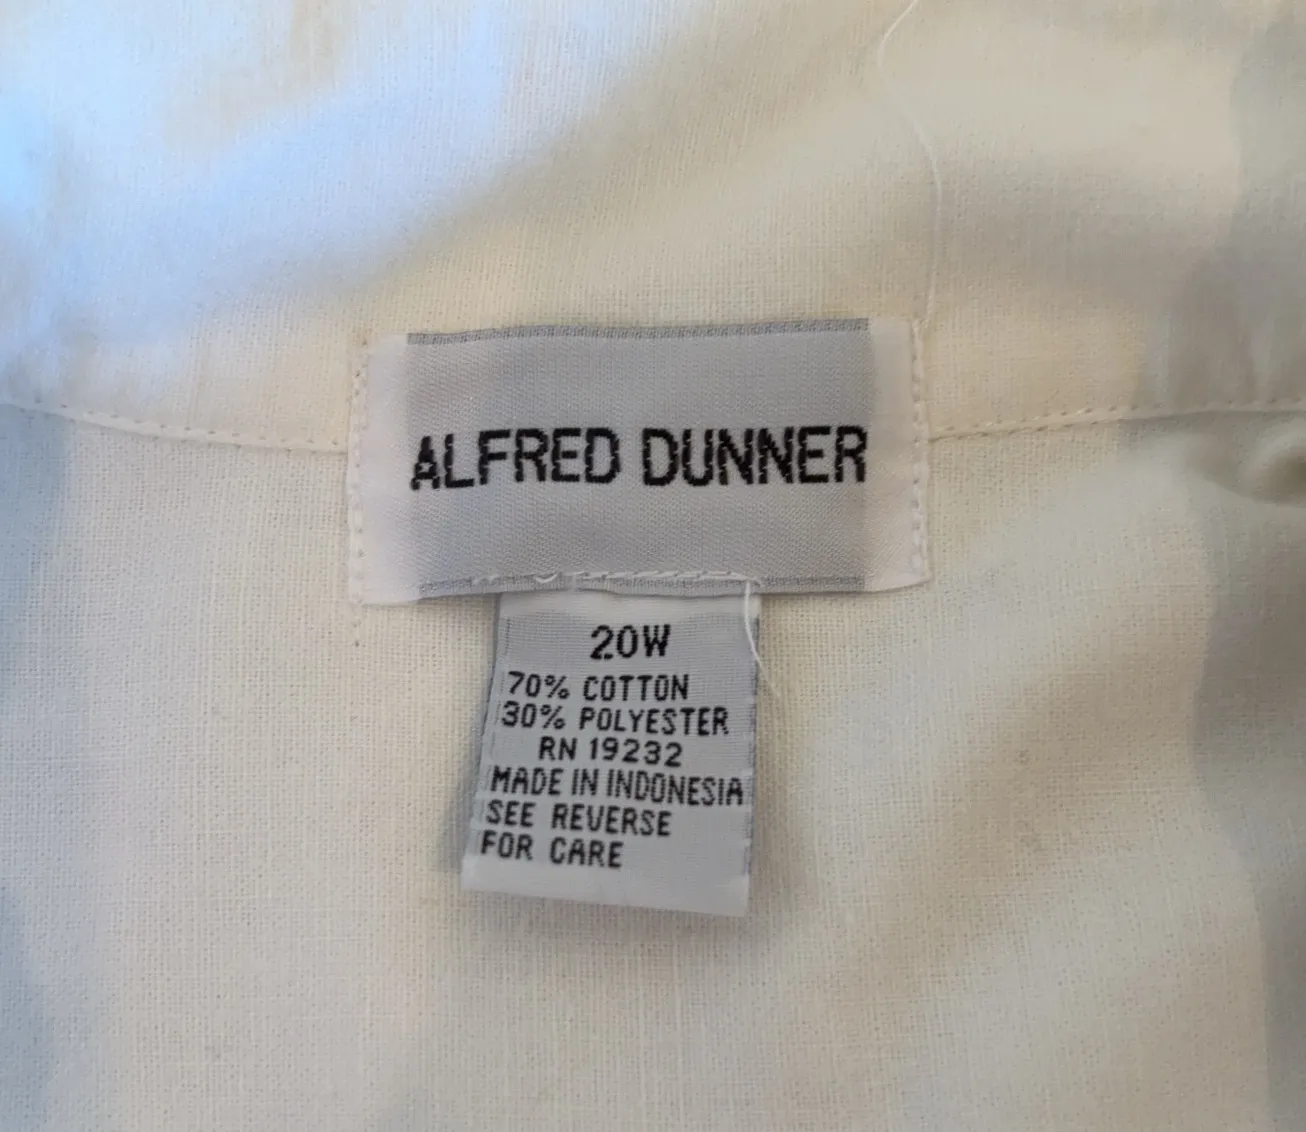 ALFRED DUNNER
20W
70% COTTON
30% POLYESTER
RN 19232
MADE IN INDONESIA
SEE REVERSE
FOR CARE